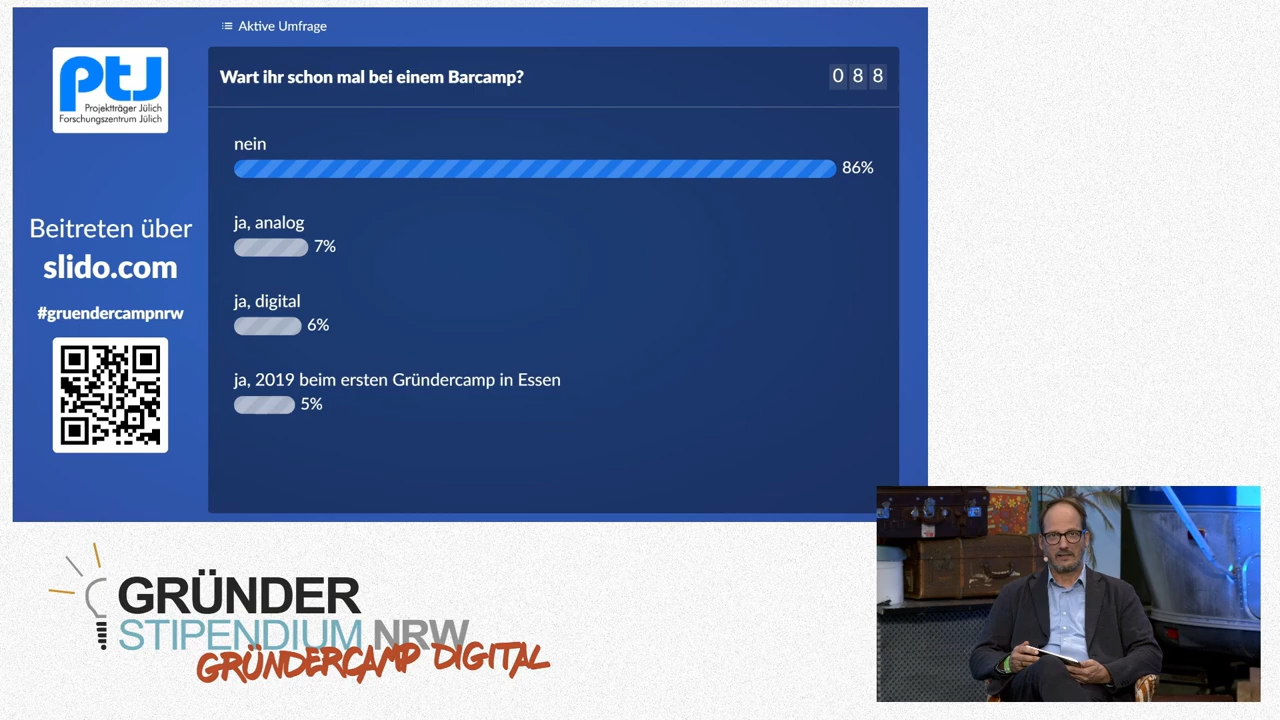 Aktive Umfrage
ptJ
Projektträger Jülich
Forschungszentrum Jülich
Wart ihr schon mal bei einem Barcamp?
088
nein
86%
ja, analog
7%
ja, digital
6%
ja, 2019 beim ersten Gründercamp in Essen
5%
Beitreten über
slido.com
#gruendercampnrw
GRÜNDER
STIPENDIUM NRW
GRÜNDERCAMP DIGITAL